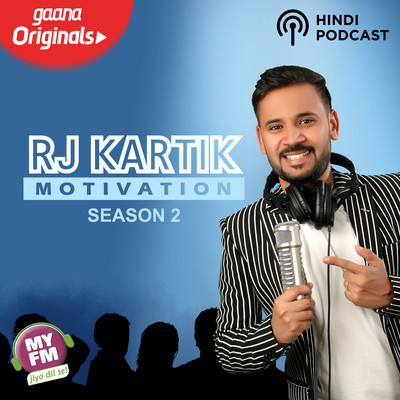 gaana
Originals
HINDI
PODCAST
RJ KARTIK
MOTIVATION
SEASON 2
MY
FM
jiyo dil se!